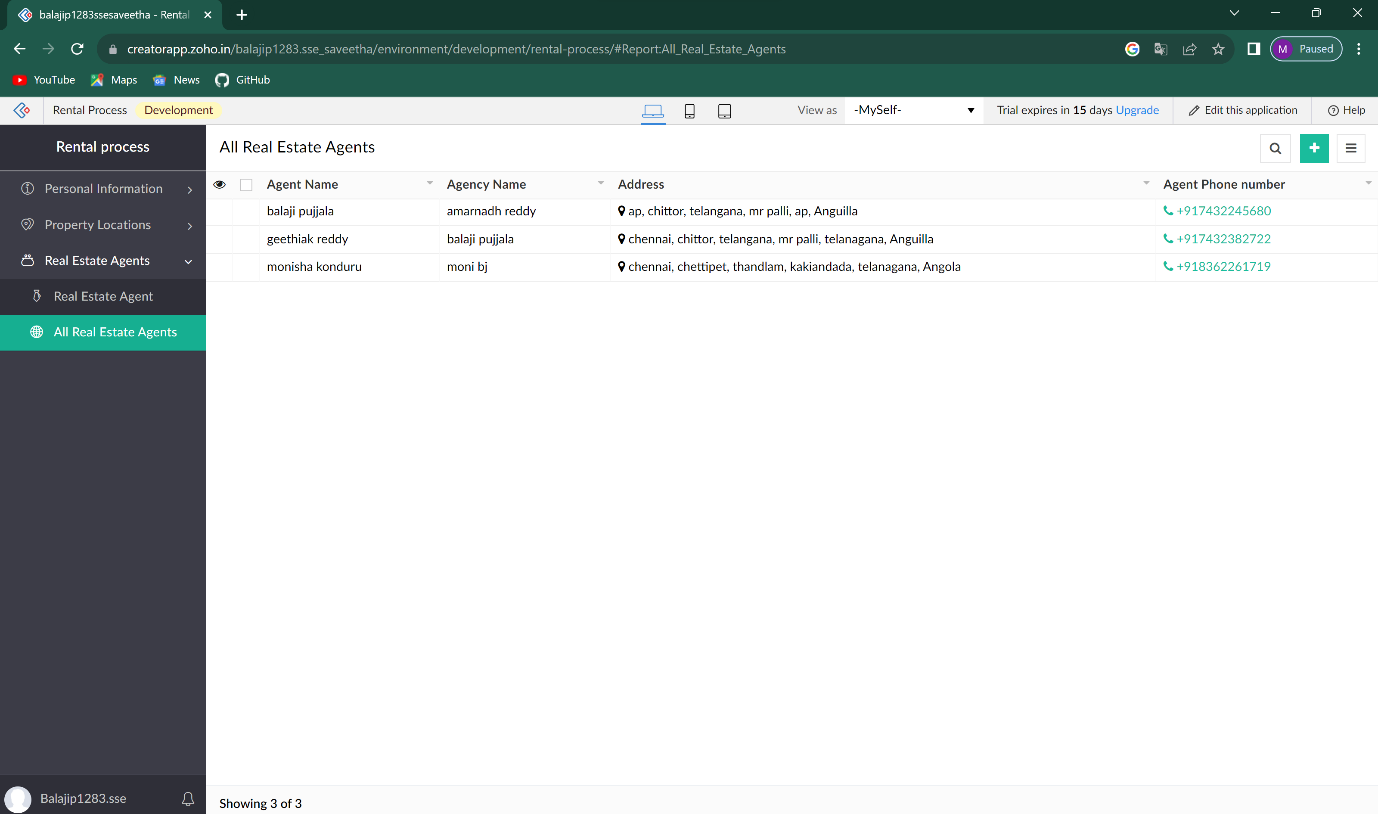 balajip1283ssesaveetha - Rental
creatorapp.zoho.in/balajip1283.sse_saveetha/environment/development/rental-process/#Report:All_Real_Estate_Agents
M Paused
YouTube Maps News GitHub
Rental Process Development View as -MySelf- Trial expires in 15 days Upgrade Edit this application Help
Rental process
Personal Information
Property Locations
Real Estate Agents
Real Estate Agent
All Real Estate Agents
Balajip1283.sse
All Real Estate Agents
Agent Name Agency Name Address Agent Phone number
balaji pujjala amarnadh reddy ap, chittor, telangana, mr palli, ap, Anguilla +917432245680
geethiak reddy balaji pujjala chennai, chittor, telangana, mr palli, telanagana, Anguilla +917432382722
monisha konduru moni bj chennai, chettipet, thandlam, kakiandada, telanagana, Angola +918362261719
Showing 3 of 3